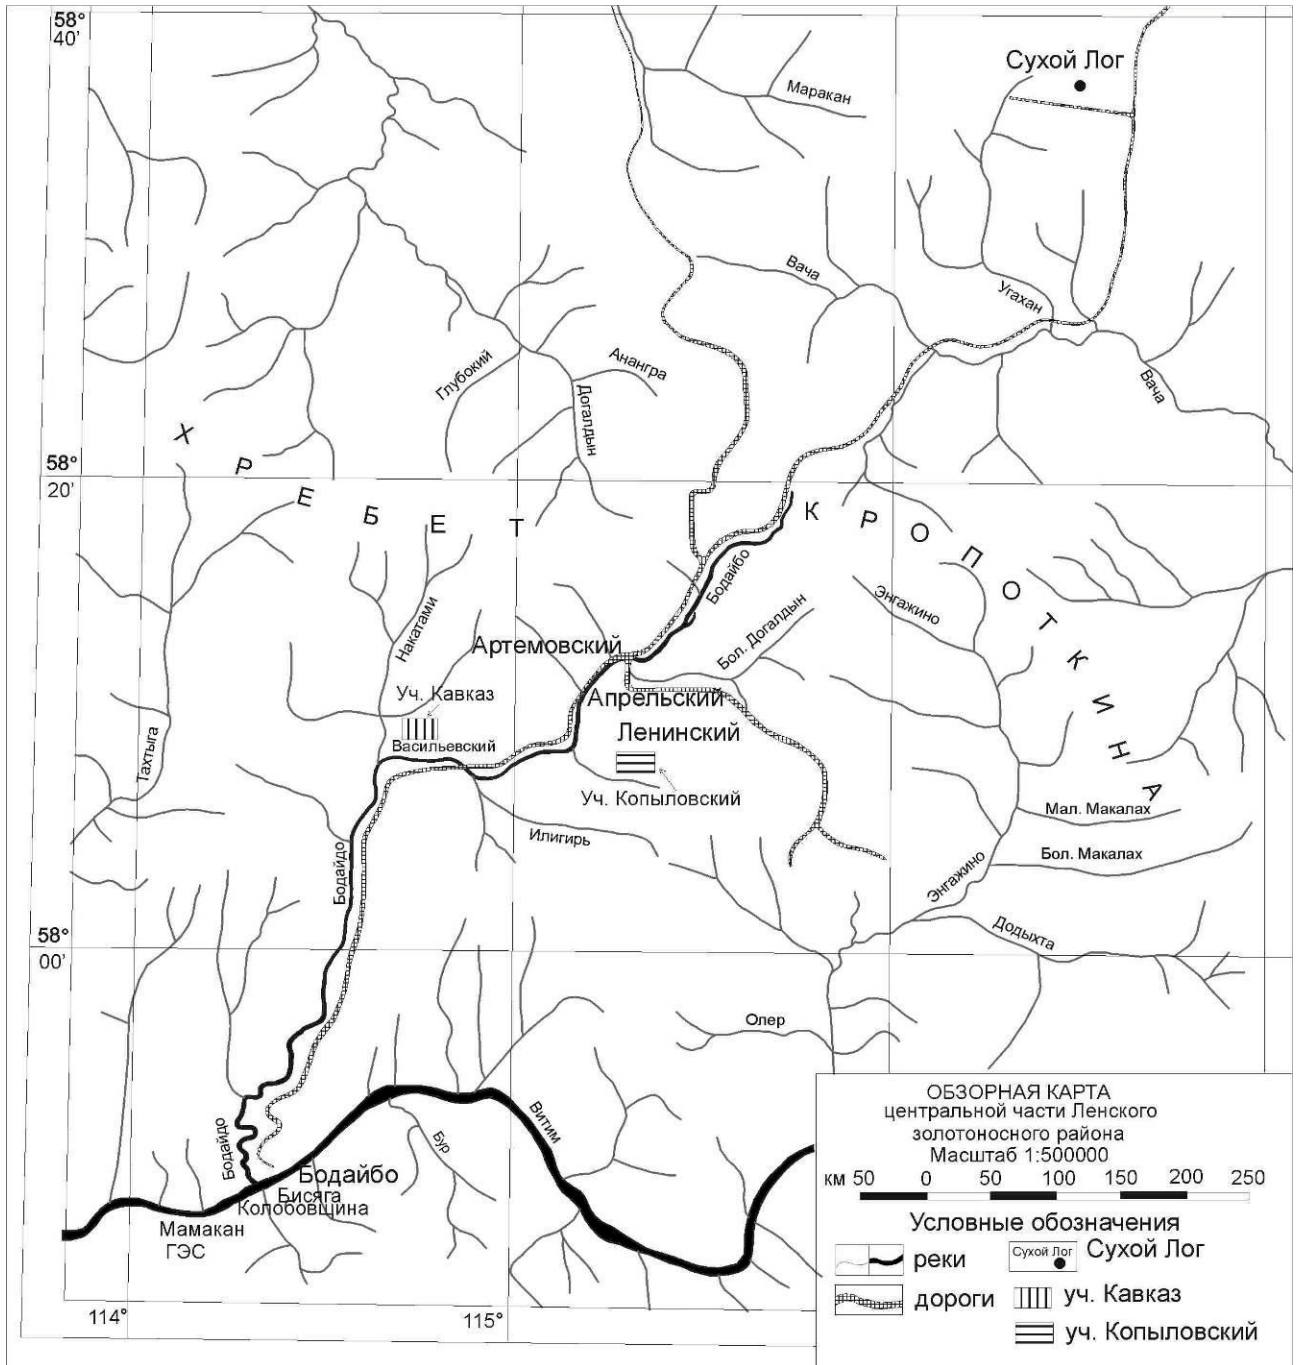 58°
40'
Сухой Лог
Маракан
Вача
Угахан
Глубокий
Анангра
Догалдын
Вача
58°
20'
ХРЕБЕТ
КРОПОТКИНА
Бодайбо
Энгажино
Бол. Догалдын
Накатами
Артемовский
Уч. Кавказ
Апрельский
Ленинский
Васильевский
Тахтыга
Уч. Копыловский
Мал. Макалах
Илигирь
Бол. Макалах
Бодайдо
Энгажино
Додыхта
58°
00'
Олер
Витим
Бур
Бодайдо
Бодайбо
Бисяга
Колобовщина
Мамакан
ГЭС
114°
115°
ОБЗОРНАЯ КАРТА
центральной части Ленского
золотоносного района
Масштаб 1:500000
км 50 0 50 100 150 200 250
Условные обозначения
реки
Сухой Лог
Сухой Лог
дороги
уч. Кавказ
уч. Копыловский